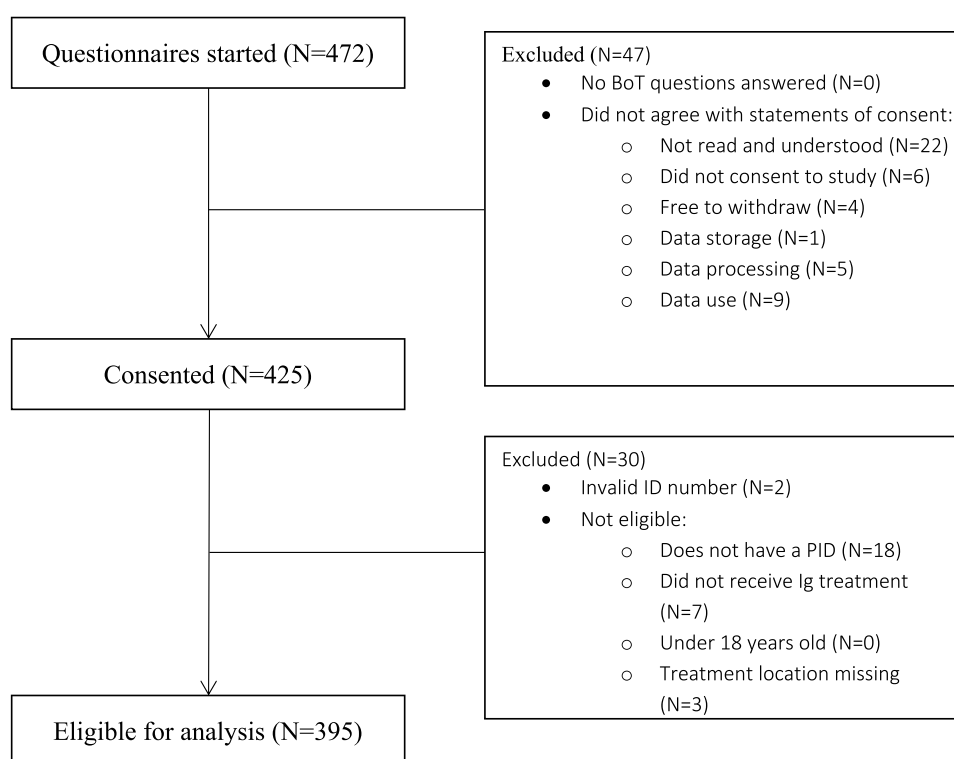 Questionnaires started (N=472)
Excluded (N=47)
• No BoT questions answered (N=0)
• Did not agree with statements of consent:
o Not read and understood (N=22)
o Did not consent to study (N=6)
o Free to withdraw (N=4)
o Data storage (N=1)
o Data processing (N=5)
o Data use (N=9)
Consented (N=425)
Excluded (N=30)
• Invalid ID number (N=2)
• Not eligible:
o Does not have a PID (N=18)
o Did not receive Ig treatment
(N=7)
o Under 18 years old (N=0)
o Treatment location missing
(N=3)
Eligible for analysis (N=395)